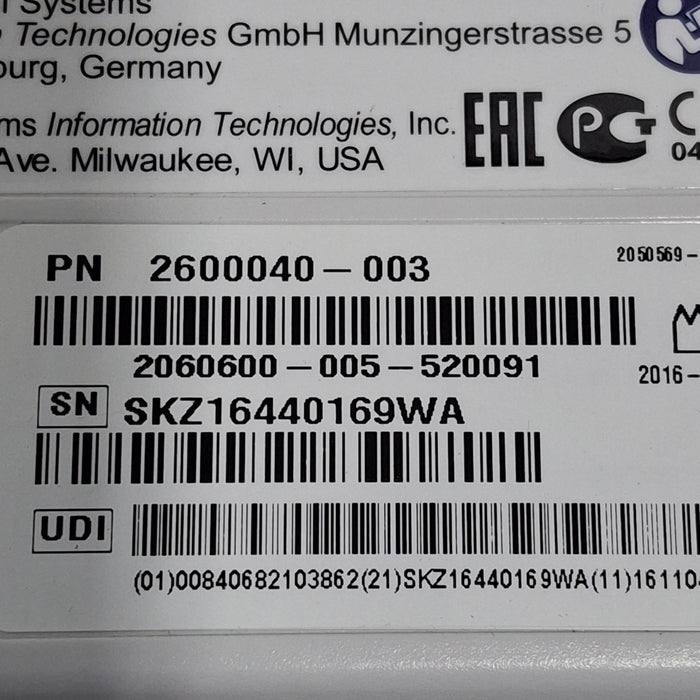 Systems
Technologies GmbH Munzingerstrasse 5
burg, Germany
ms Information Technologies, Inc.
Ave. Milwaukee, WI, USA
EAC
PCT
04
PN 2600040-003
2050569-
2060600-005-520091
2016-
SN SKZ16440169WA
UDI
(01)00840682103862(21)SKZ16440169WA(11)16110